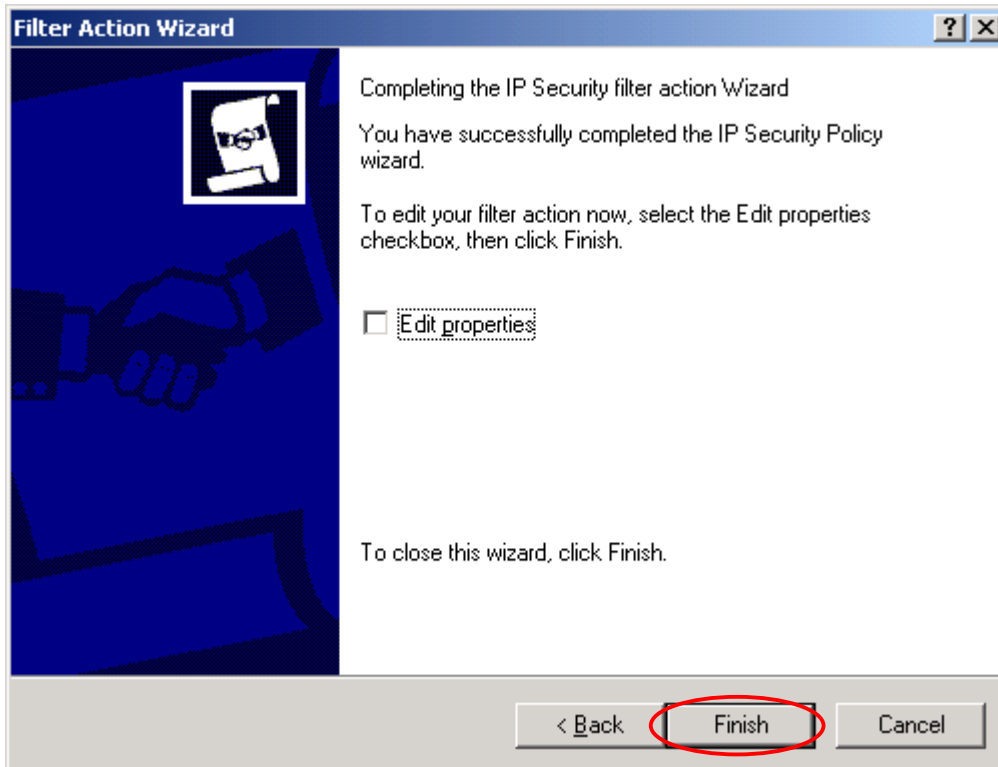 Filter Action Wizard
Completing the IP Security filter action Wizard
You have successfully completed the IP Security Policy
wizard.
To edit your filter action now, select the Edit properties
checkbox, then click Finish.
Edit properties
To close this wizard, click Finish.
< Back Finish Cancel